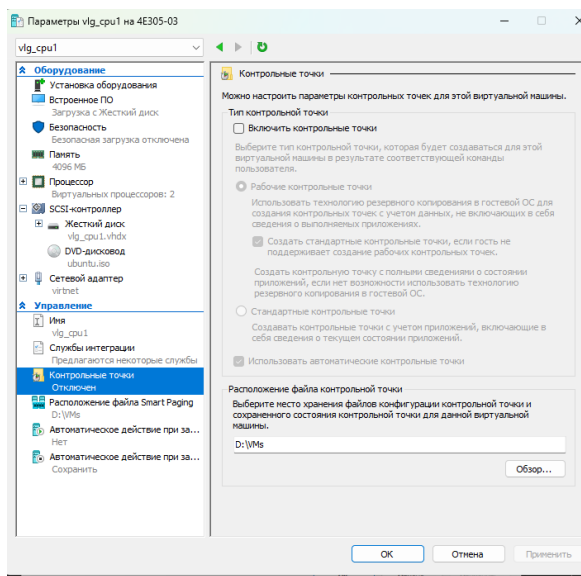 Параметры vlg_cpu1 на 4E305-03
vlg_cpu1
Оборудование
Установка оборудования
Встроенное ПО
Загрузка с Жесткий диск
Безопасность
Безопасная загрузка отключена
Память
4096 МБ
Процессор
Виртуальных процессоров: 2
SCSI-контроллер
Жесткий диск
vlg_cpu1.vhdx
DVD-дисковод
ubuntu.iso
Сетевой адаптер
virtnet
Управление
Имя
vlg_cpu1
Службы интеграции
Предлагаются некоторые службы
Контрольные точки
Отключен
Расположение файла Smart Paging
D:\VMs
Автоматическое действие при за...
Нет
Автоматическое действие при за...
Сохранить
Контрольные точки
Можно настроить параметры контрольных точек для этой виртуальной машины.
Тип контрольной точки
Включить контрольные точки
Выберите тип контрольной точки, которая будет создаваться для этой
виртуальной машины в результате соответствующей команды
пользователя.
Рабочие контрольные точки
Использовать технологию резервного копирования в гостевой ОС для
создания контрольных точек с учетом данных, не включающих в себя
сведения о выполняемых приложениях.
Создать стандартные контрольные точки, если гость не
поддерживает создание рабочих контрольных точек.
Создать контрольную точку с полными сведениями о состоянии
приложений, если нет возможности использовать технологию
резервного копирования в гостевой ОС.
Стандартные контрольные точки
Создавать контрольные точки с учетом приложений, включающие в
себя сведения о текущем состоянии приложений.
Использовать автоматические контрольные точки
Расположение файла контрольной точки
Выберите место хранения файлов конфигурации контрольной точки и
сохраненного состояния контрольной точки для данной виртуальной
машины.
D:\VMs
Обзор...
ОК
Отмена
Применить